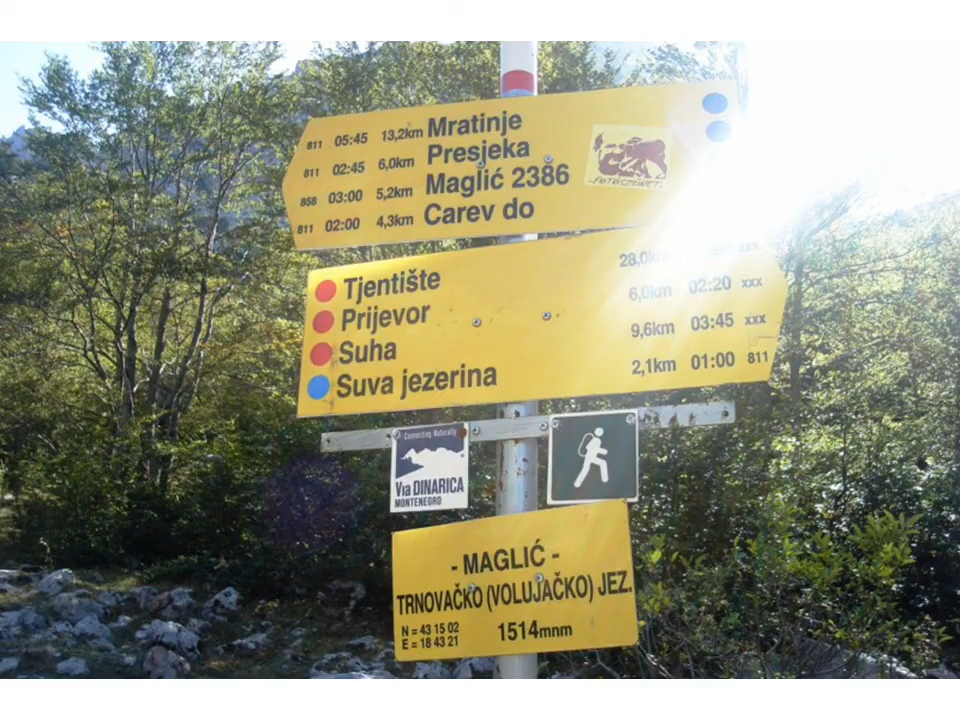 811 05:45 13,2km Mratinje
811 02:45 6,0km Presjeka
858 03:00 5,2km Maglić 2386
811 02:00 4,3km Carev do
FOTOSZÜNET
Tjentište 28,0km xxx
Prijevor 6,0km 02:20 xxx
Suha 9,6km 03:45 xxx
Suva jezerina 2,1km 01:00 811
Connecting Naturally
VIA DINARICA
MONTENEGRO
- MAGLIĆ -
TRNOVAČKO (VOLUJAČKO) JEZ.
N = 43 15 02
E = 18 43 21
1514mnm